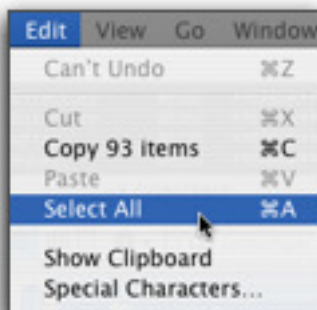 Edit View Go Window
Can't Undo ⌘Z
Cut ⌘X
Copy 93 items ⌘C
Paste ⌘V
Select All ⌘A
Show Clipboard
Special Characters...